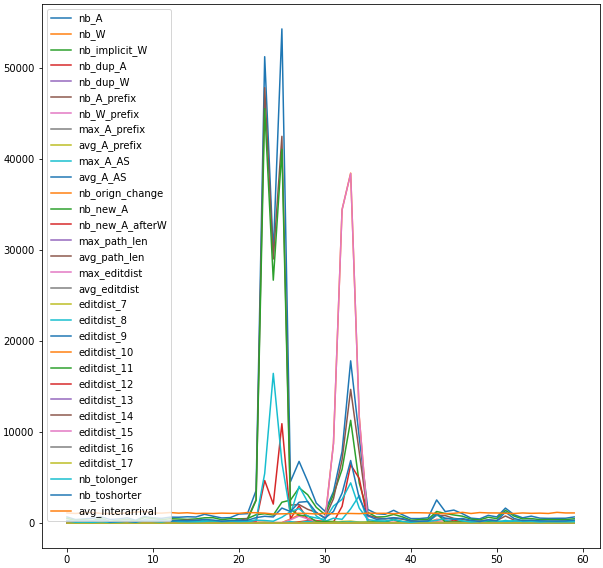 nb_A
nb_W
nb_implicit_W
nb_dup_A
nb_dup_W
nb_A_prefix
nb_W_prefix
max_A_prefix
avg_A_prefix
max_A_AS
avg_A_AS
nb_orign_change
nb_new_A
nb_new_A_afterW
max_path_len
avg_path_len
max_editdist
avg_editdist
editdist_7
editdist_8
editdist_9
editdist_10
editdist_11
editdist_12
editdist_13
editdist_14
editdist_15
editdist_16
editdist_17
nb_tolonger
nb_toshorter
avg_interarrival
50000
40000
30000
20000
10000
0
0 10 20 30 40 50 60